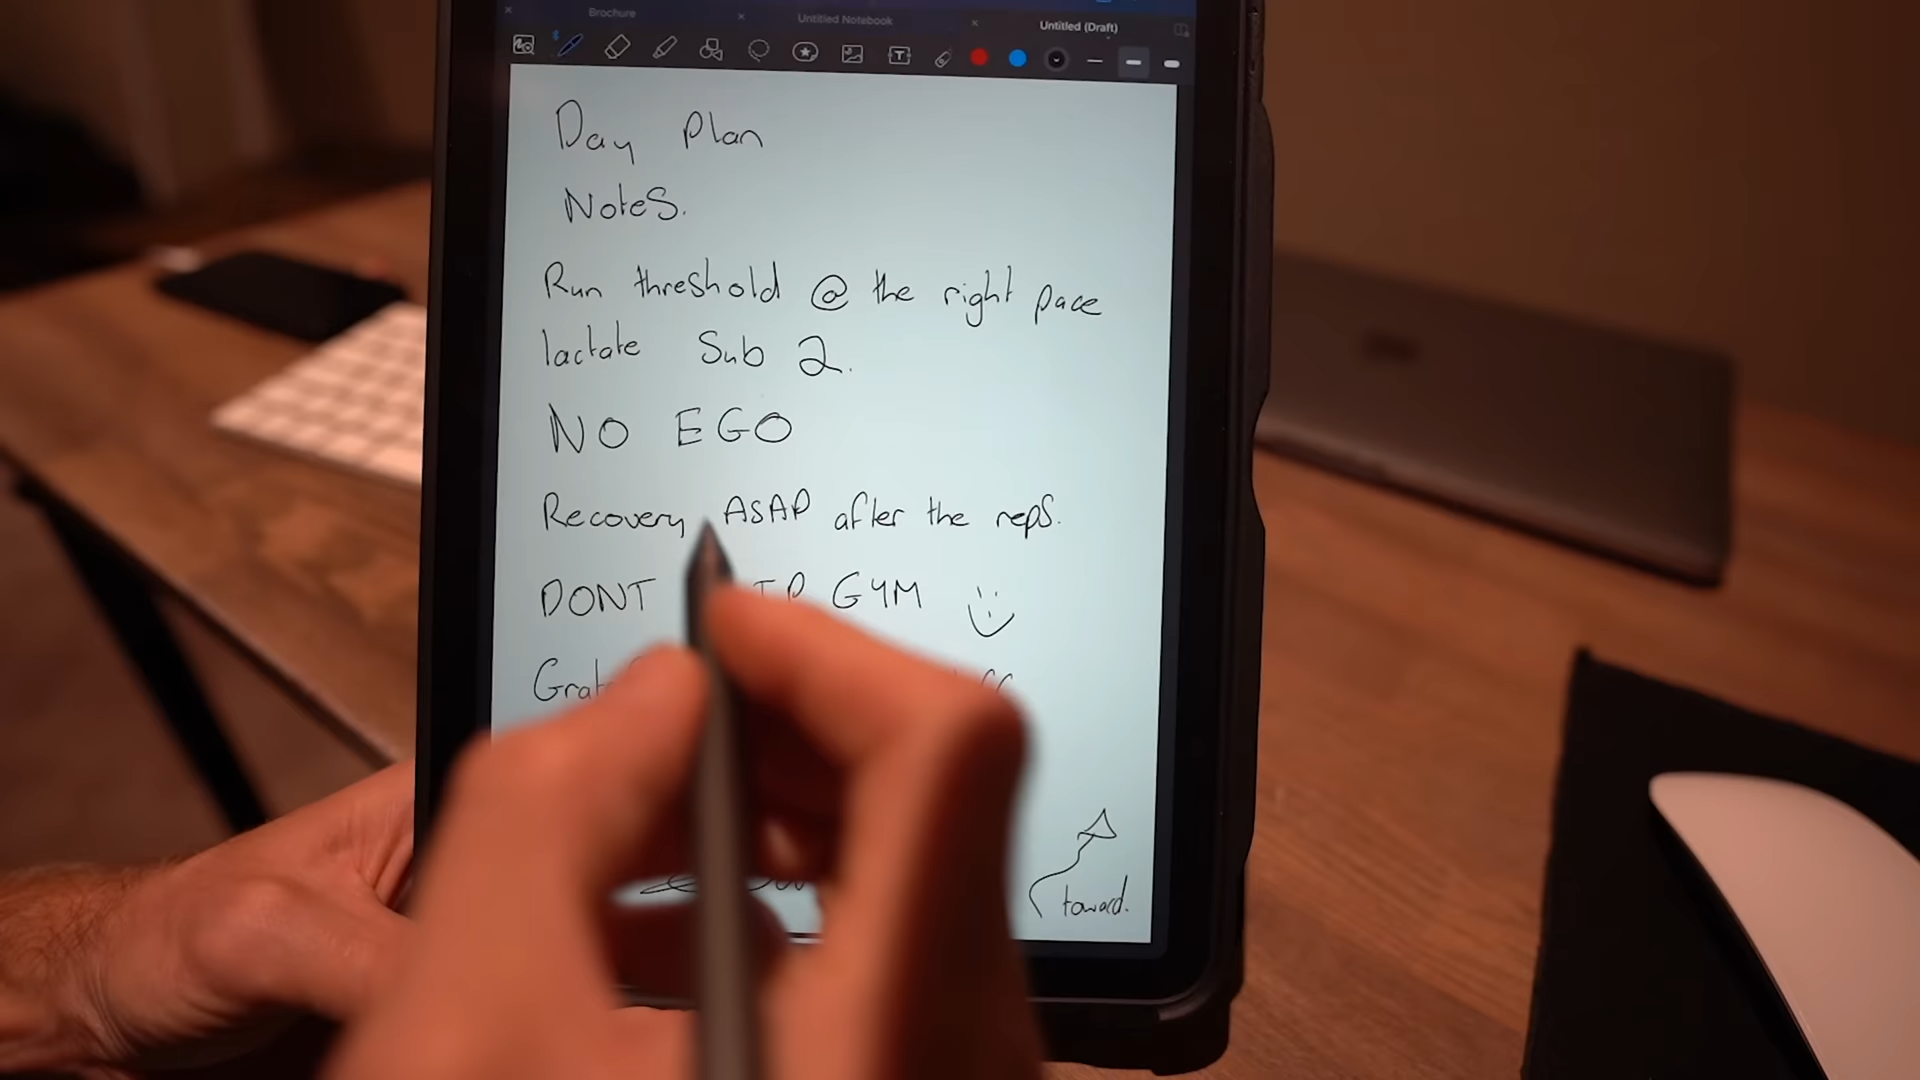 Brochure
Untitled Notebook
Untitled (Draft)
Day Plan
Notes.
Run threshold @ the right pace
lactate Sub 2.
NO EGO
Recovery ASAP after the reps.
DONT GYM
toward.